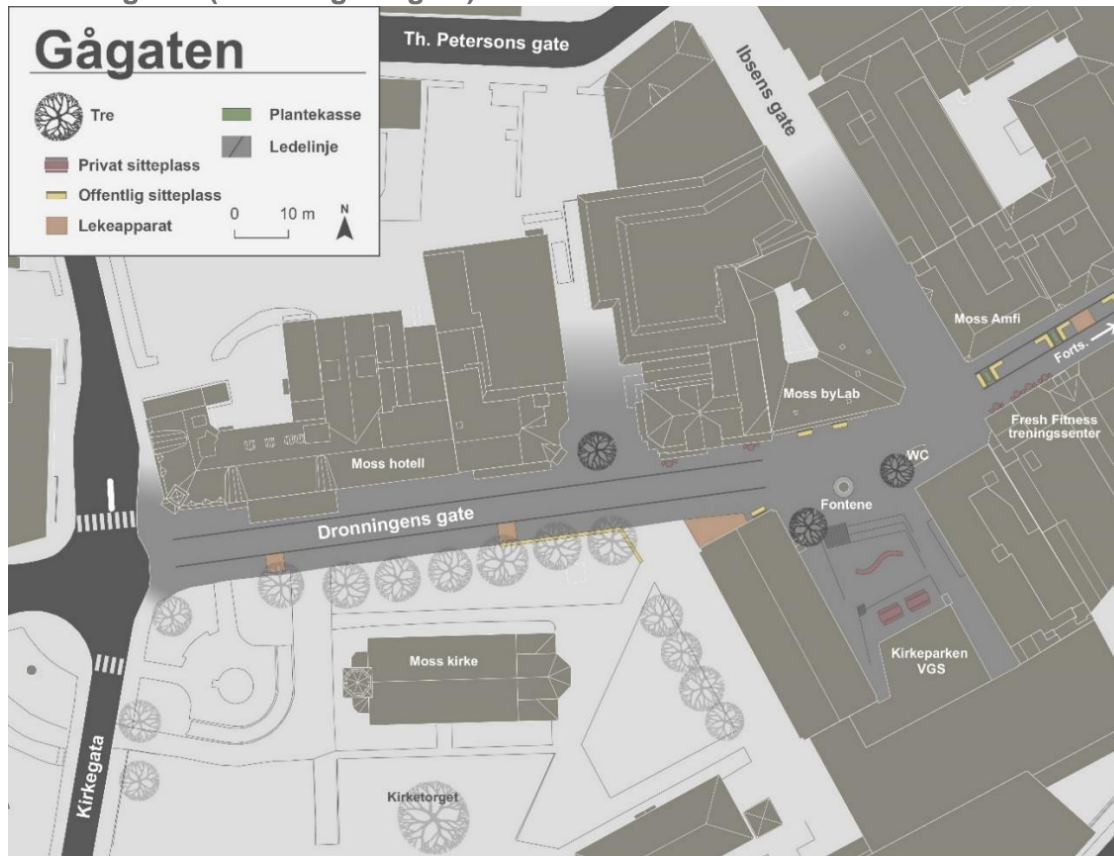 Gågaten
Tre
Plantekasse
Ledelinje
Privat sitteplass
Offentlig sitteplass
Lekeapparat
0 10 m
N
Th. Petersons gate
Ibsens gate
Moss Amfi
Forts.
Moss byLab
Fresh Fitness
treningssenter
Moss hotell
WC
Fontene
Dronningens gate
Moss kirke
Kirkeparken
VGS
Kirkegata
Kirketorget